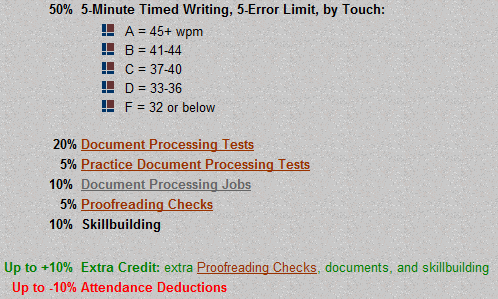 50% 5-Minute Timed Writing, 5-Error Limit, by Touch:
A = 45+ wpm
B = 41-44
C = 37-40
D = 33-36
F = 32 or below
20% Document Processing Tests
5% Practice Document Processing Tests
10% Document Processing Jobs
5% Proofreading Checks
10% Skillbuilding
Up to +10% Extra Credit: extra Proofreading Checks, documents, and skillbuilding
Up to -10% Attendance Deductions